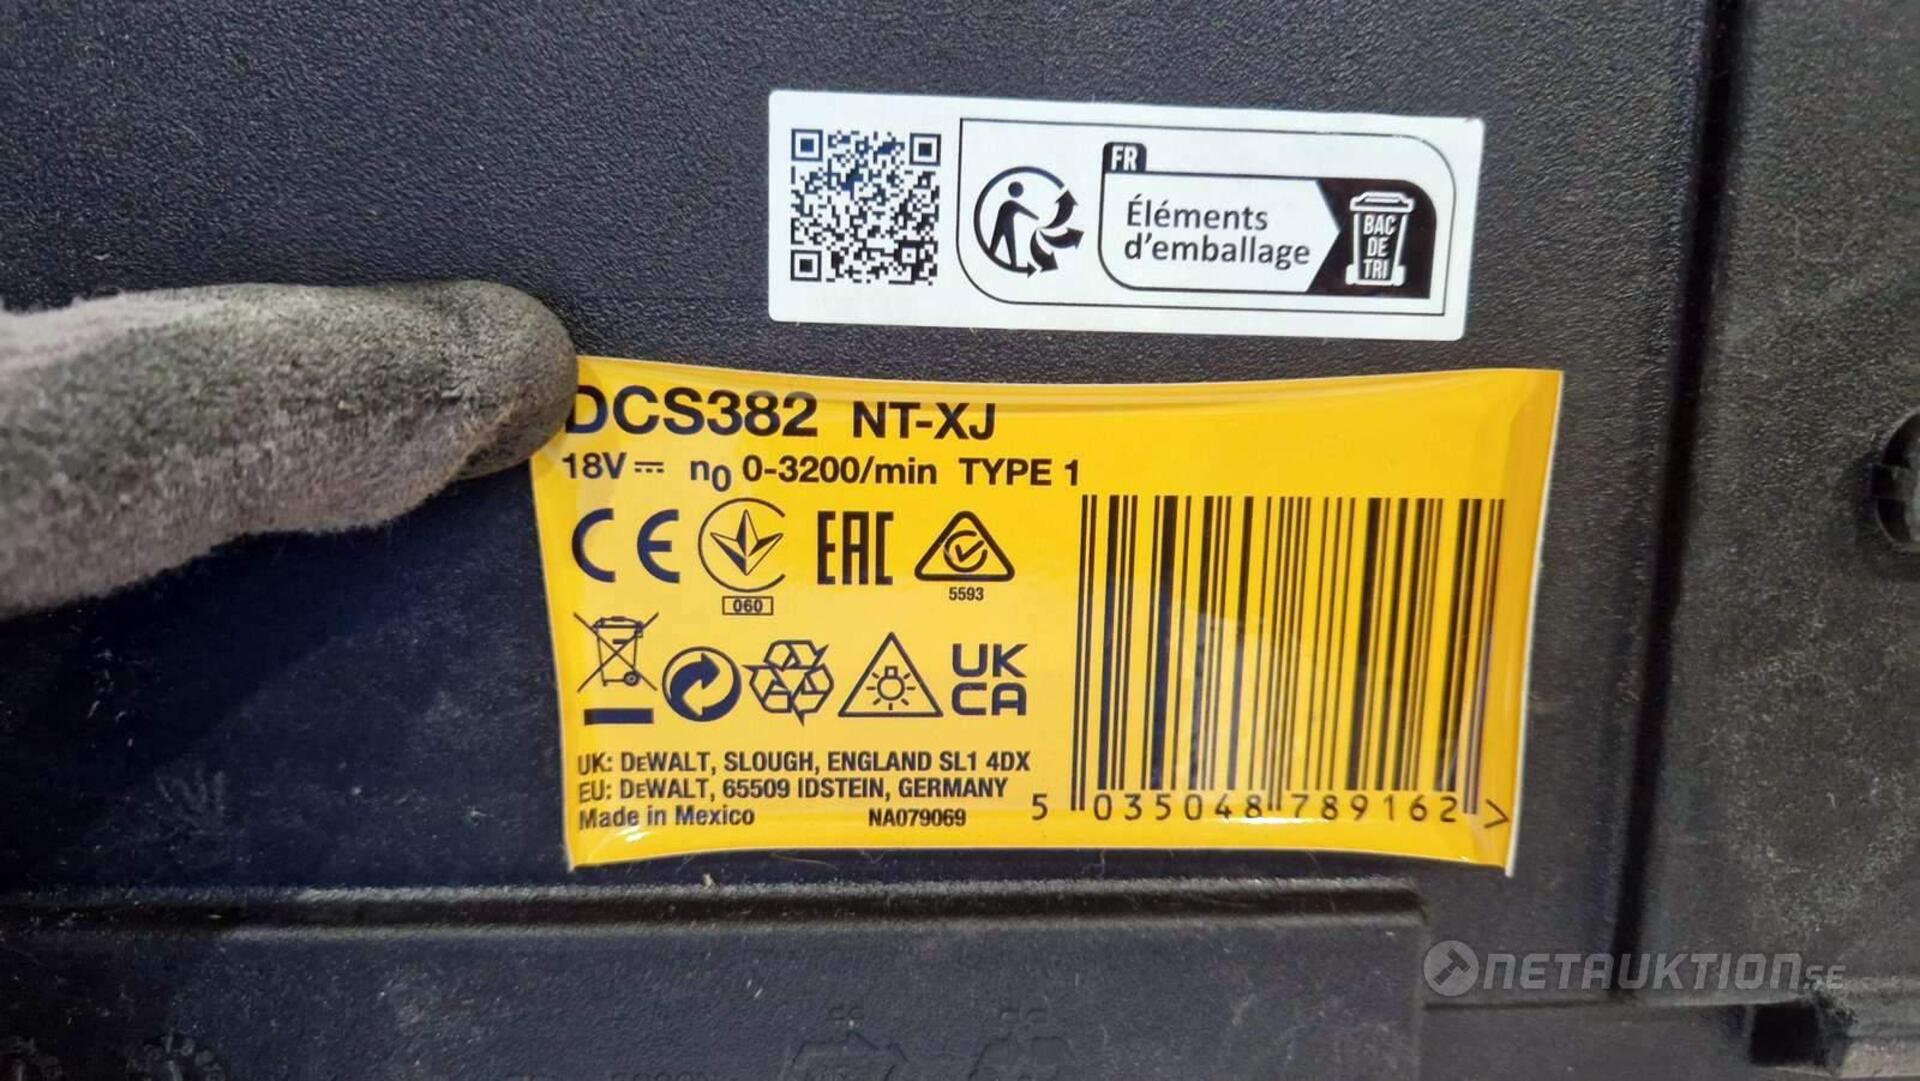 FR
Éléments
d'emballage
BAC
DE
TRI
DCS382 NT-XJ
18V n0 0-3200/min TYPE 1
CE EAC
060
5593
UK
CA
UK: DEWALT, SLOUGH, ENGLAND SL1 4DX
EU: DEWALT, 65509 IDSTEIN, GERMANY
Made in Mexico NA079069
5 035048 789162 >
NETAUKTION.SE